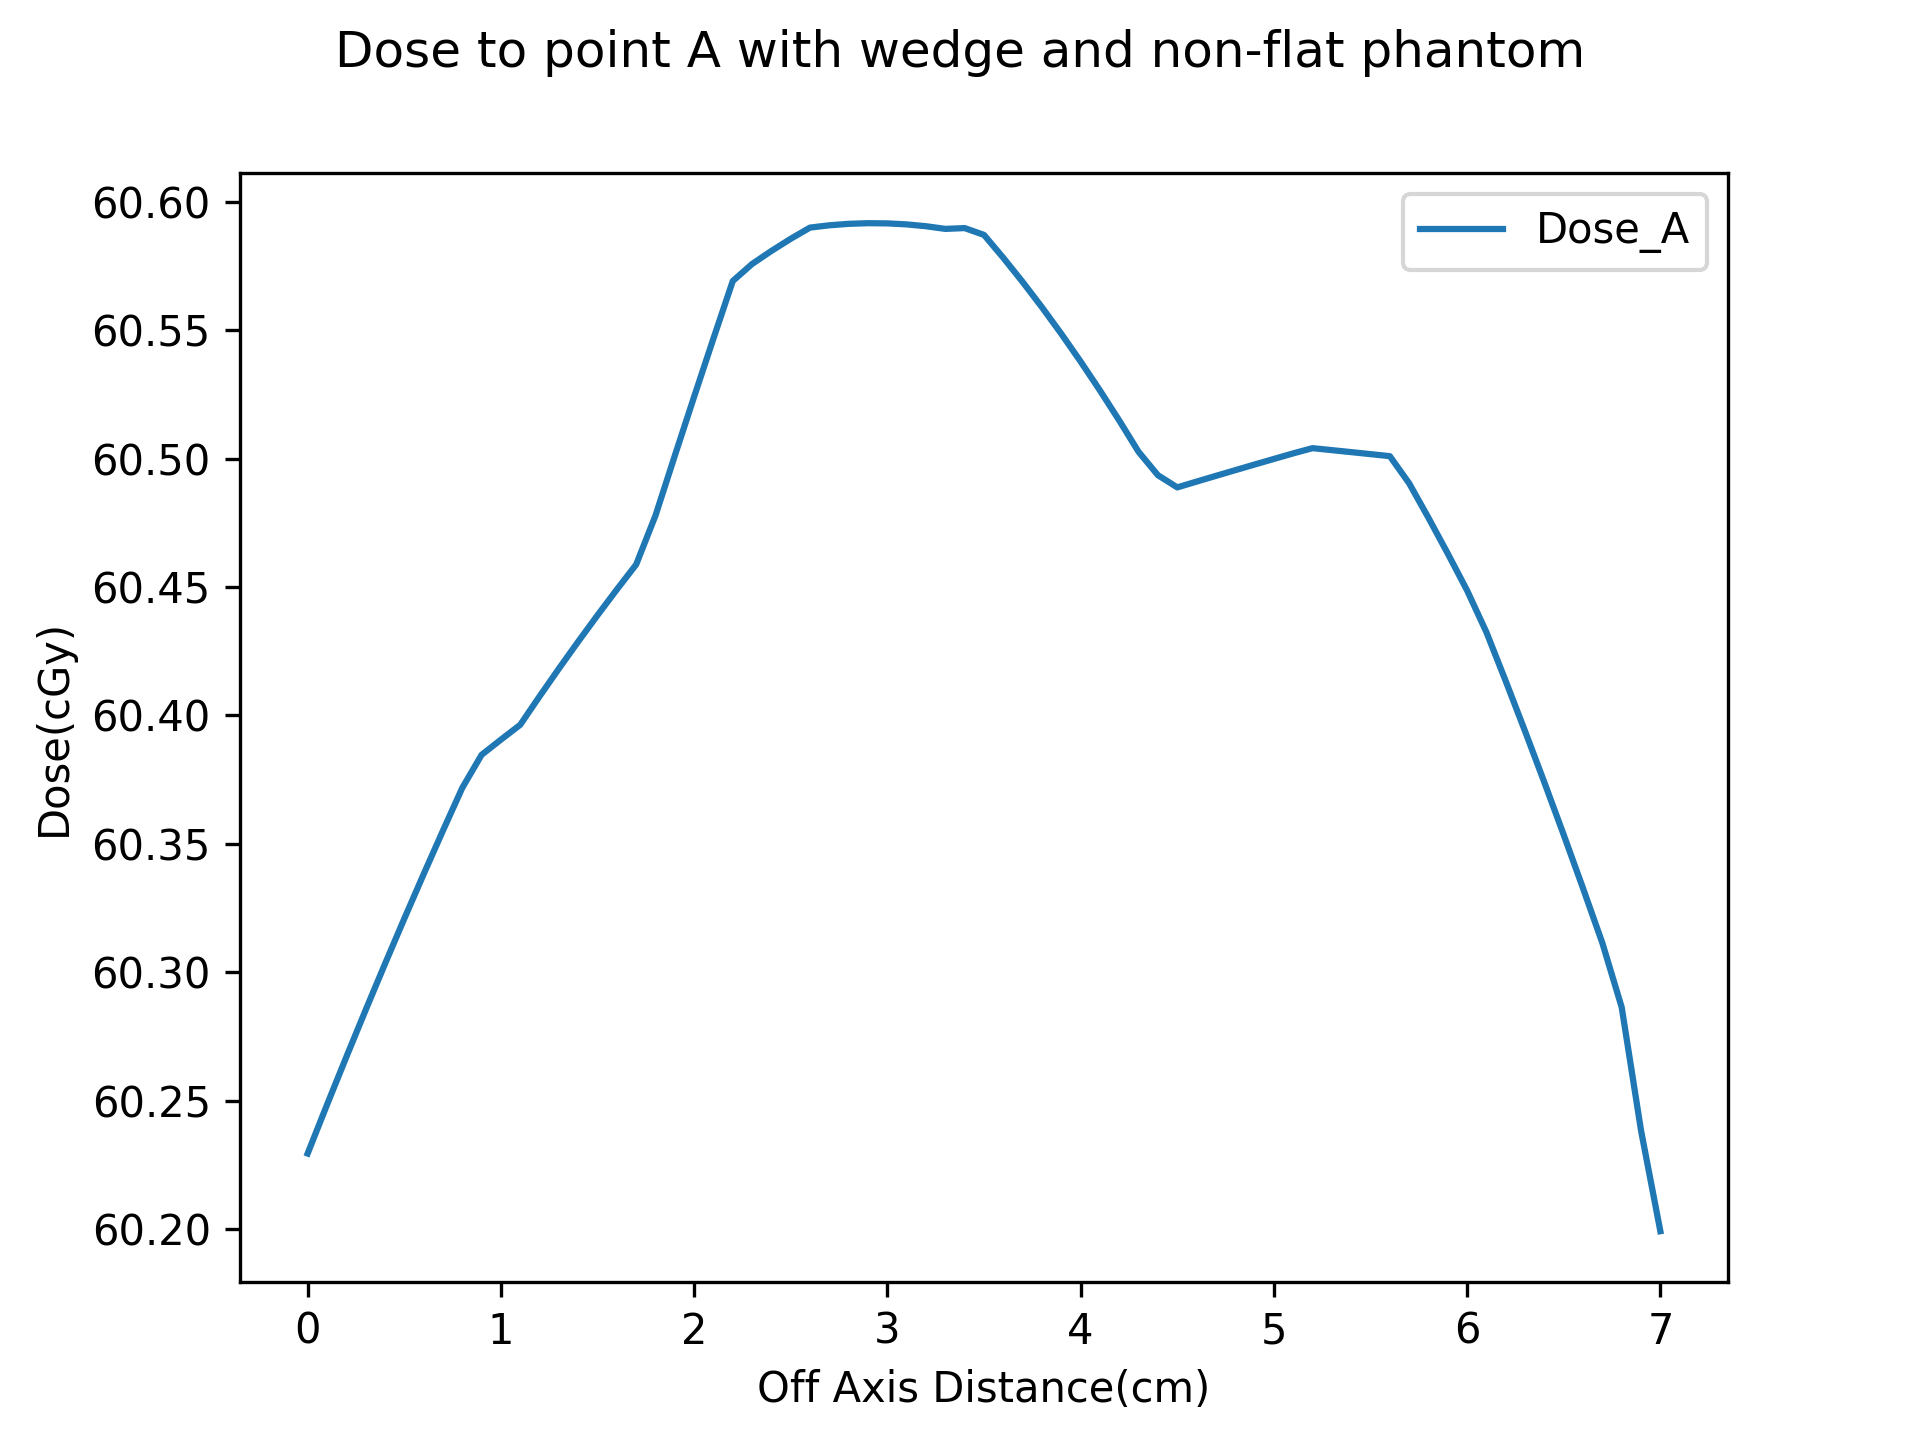 Dose to point A with wedge and non-flat phantom
Dose_A
60.60
60.55
60.50
60.45
60.40
60.35
60.30
60.25
60.20
Dose(cGy)
0 1 2 3 4 5 6 7
Off Axis Distance(cm)